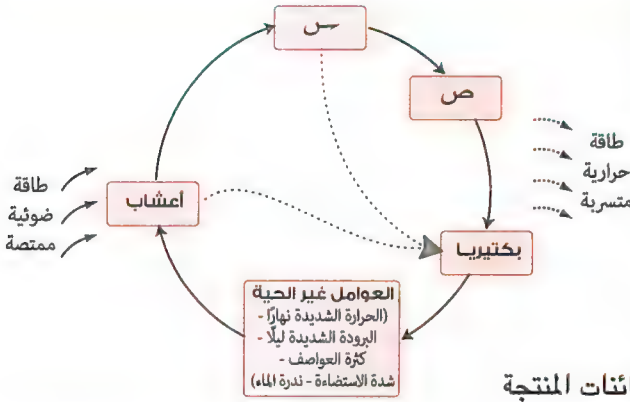 س
ص
طاقة
حرارية
متسربة
طاقة
ضوئية
ممتصة
أعشاب
بكتيريا
العوامل غير الحية
(الحرارة الشديدة نهارًا -
البرودة الشديدة ليلًا -
كثرة العواصف -
شدة الاستضاءة - ندرة الماء)
ئنات المنتجة